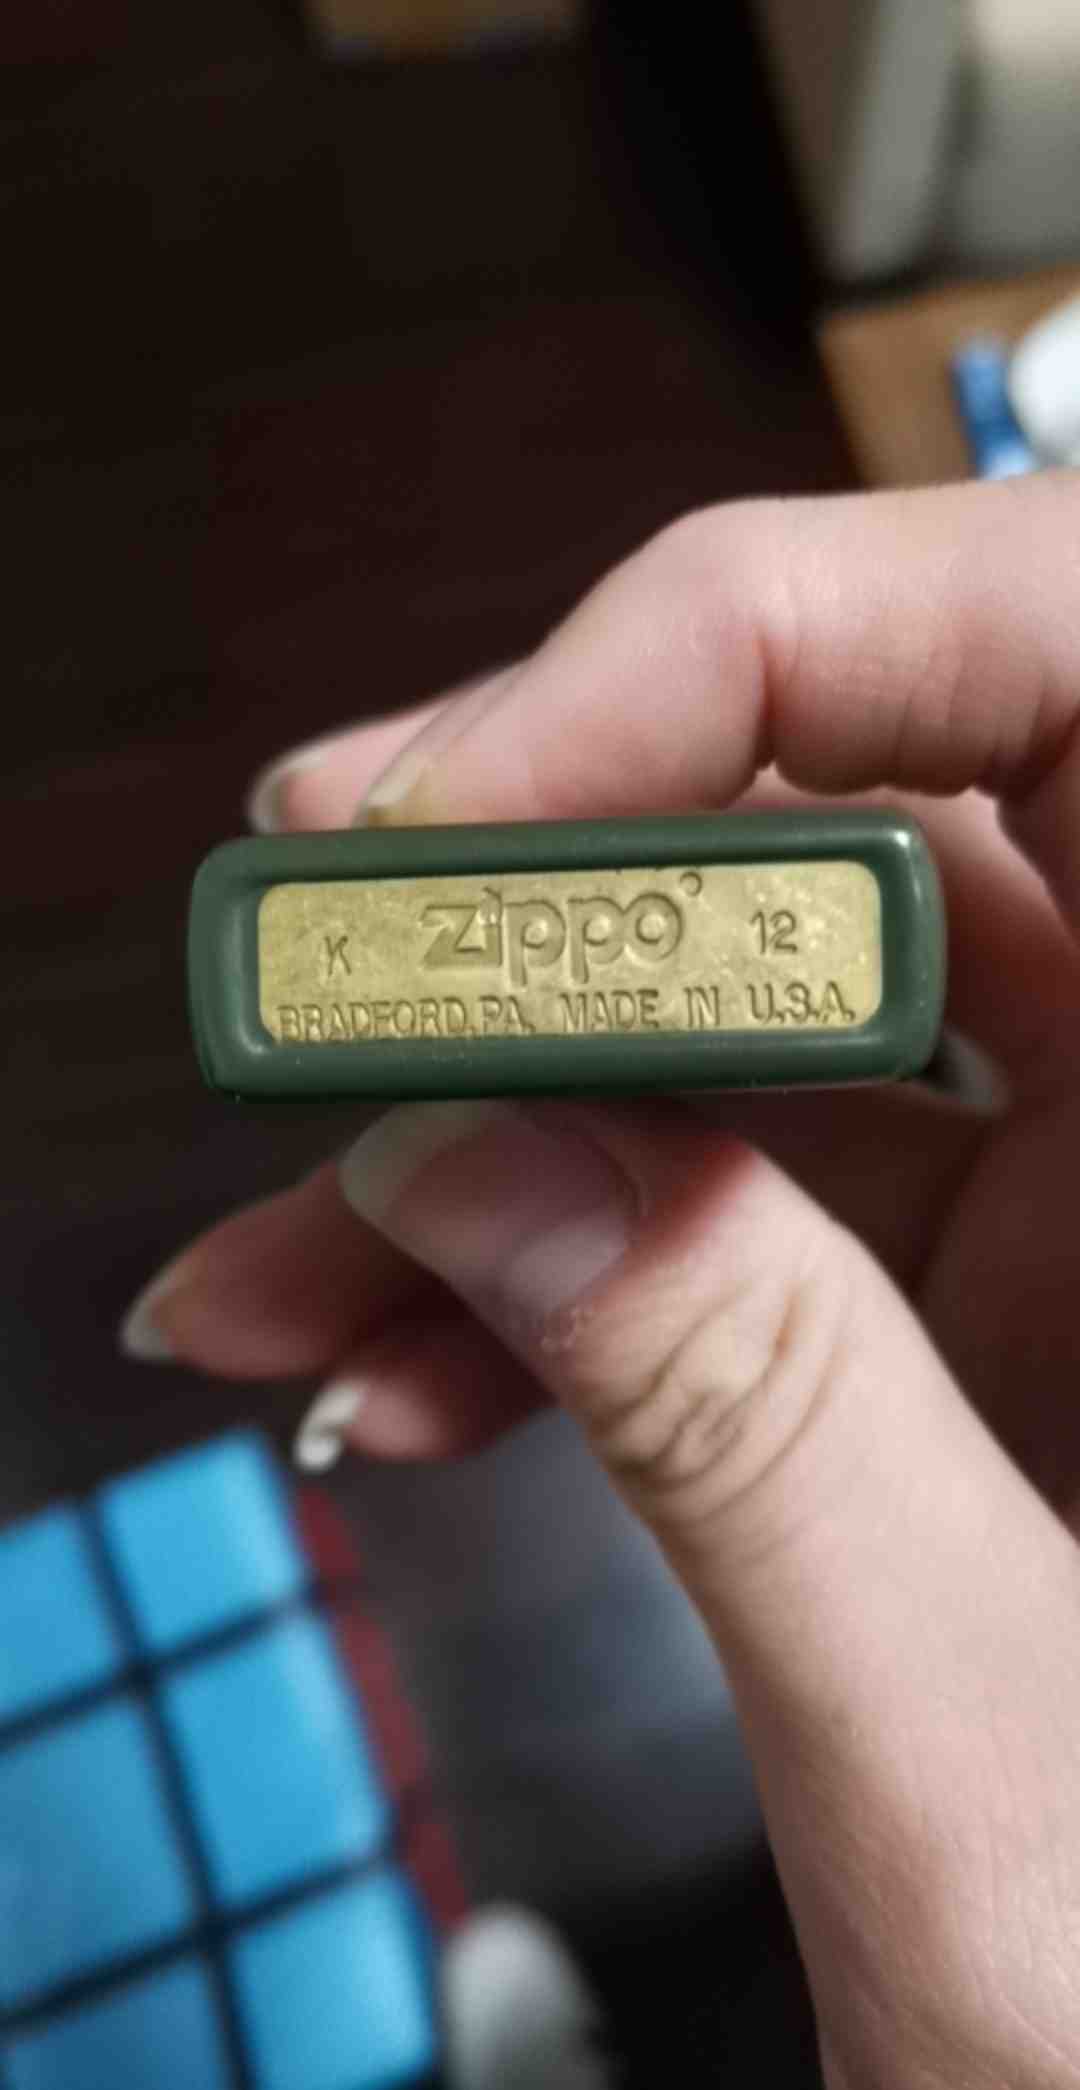 K zippo® 12
BRADFORD, PA. MADE IN U.S.A.